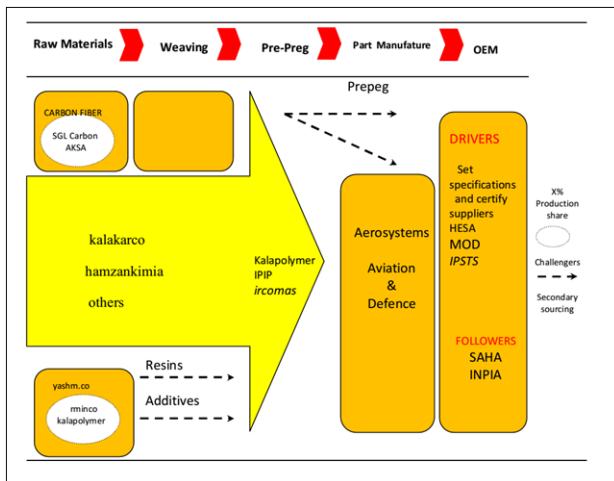 Raw Materials
Weaving
Pre-Preg
Part Manufature
OEM
Prepeg
CARBON FIBER
SGL Carbon
AKSA
kalakarco
hamzankimia
others
Kalapolymer
IPIP
ircomas
Aerosystems
Aviation
&
Defence
DRIVERS
Set
specifications
and certify
suppliers
HESA
MOD
IPSTS
FOLLOWERS
SAHA
INPIA
X%
Production
share
Challengers
Secondary
sourcing
yashm.co
rminco
kalapolymer
Resins
Additives